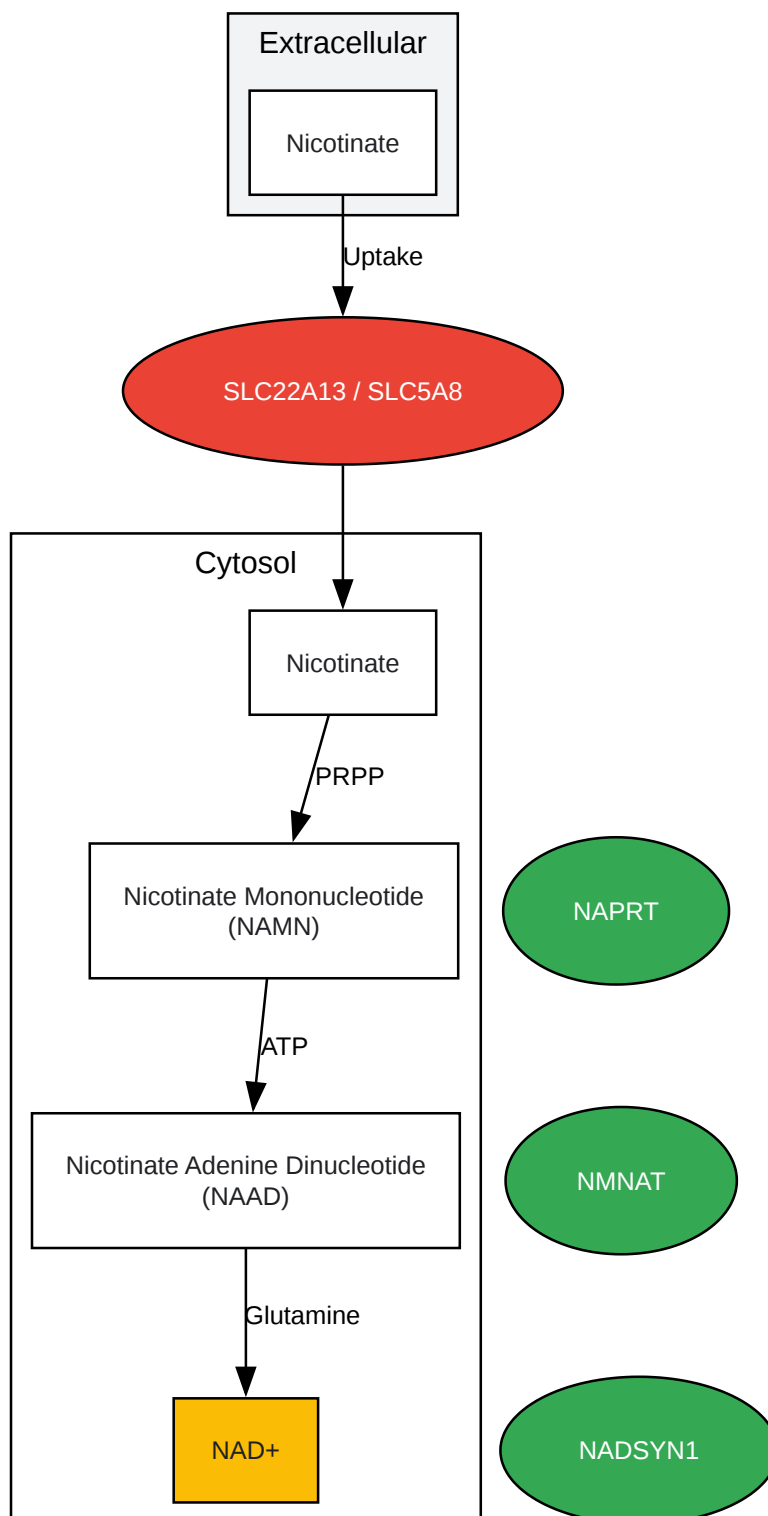 Extracellular
Nicotinate
Uptake
SLC22A13 / SLC5A8
Cytosol
Nicotinate
PRPP
Nicotinate Mononucleotide
(NAMN)
NAPRT
ATP
Nicotinate Adenine Dinucleotide
(NAAD)
NMNAT
Glutamine
NAD+
NADSYN1